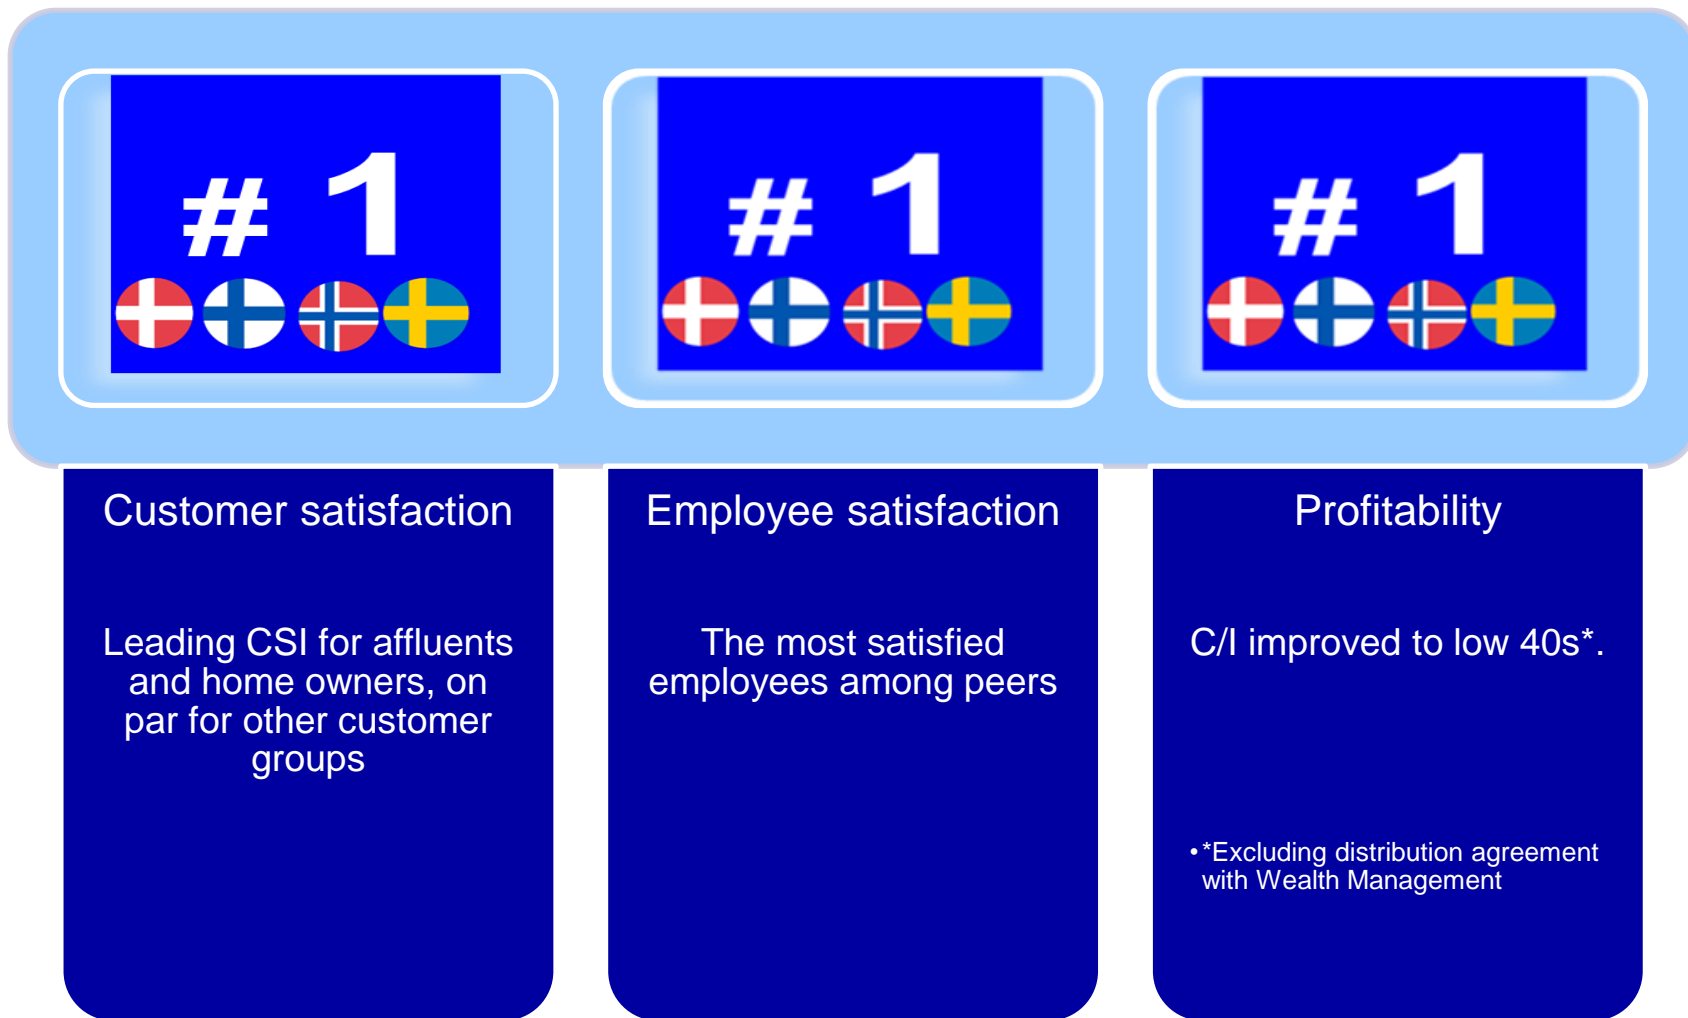 # 1
# 1
# 1
Customer satisfaction
Leading CSI for affluents
and home owners, on
par for other customer
groups
Employee satisfaction
The most satisfied
employees among peers
Profitability
C/I improved to low 40s*.
•*Excluding distribution agreement
with Wealth Management